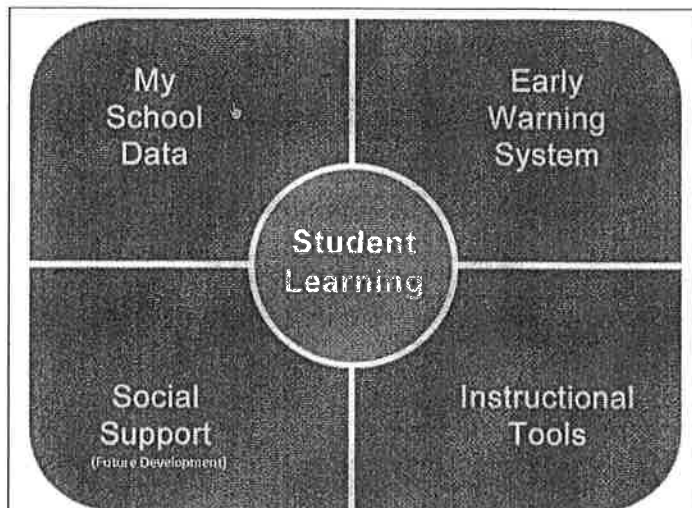 My
School
Data
Early
Warning
System
Student
Learning
Social
Support
(Future Development)
Instructional
Tools